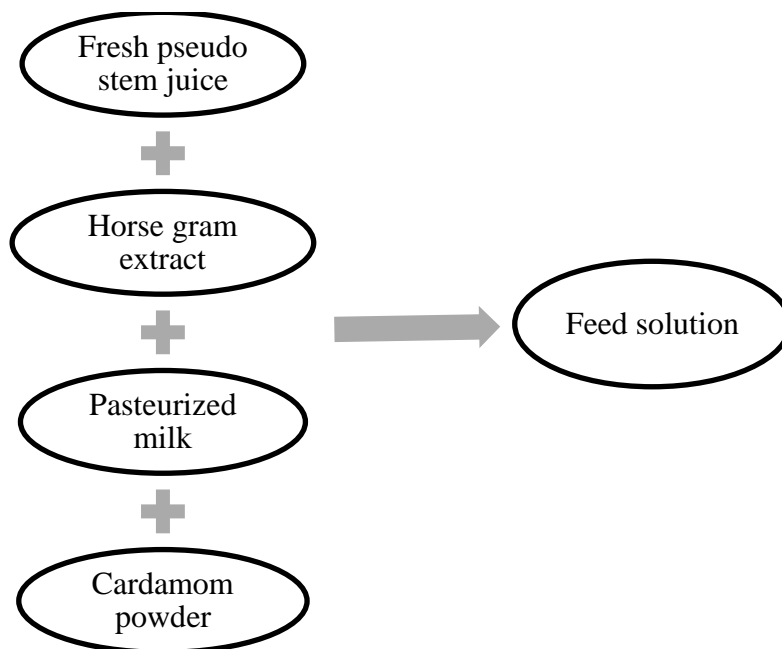 Fresh pseudo
stem juice
Horse gram
extract
Pasteurized
milk
Cardamom
powder
Feed solution